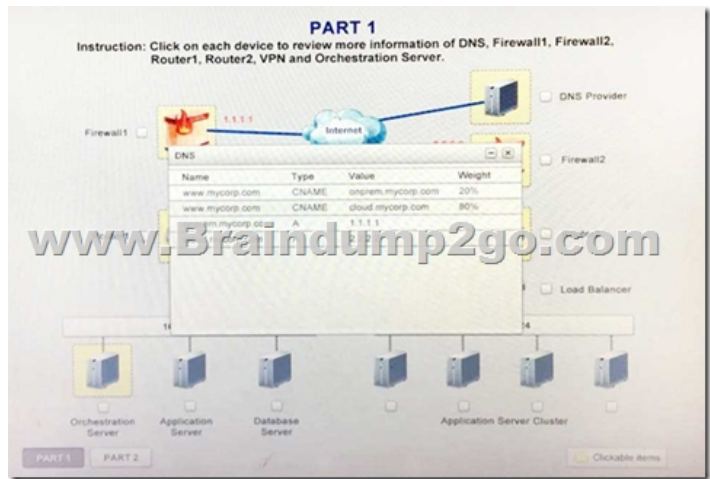 PART 1
Instruction: Click on each device to review more information of DNS, Firewall1, Firewall2,
Router1, Router2, VPN and Orchestration Server.
DNS Provider
1.1.1.1
Internet
Firewall1
Firewall2
DNS
Name Type Value Weight
www.mycorp.com CNAME onprem.mycorp.com 20%
www.mycorp.com CNAME cloud.mycorp.com 80%
A 1.1.1.1
www.Braindump2go.com
Load Balancer
Orchestration
Server
Application
Server
Database
Server
Application Server Cluster
PART 1
PART 2
Clickable items